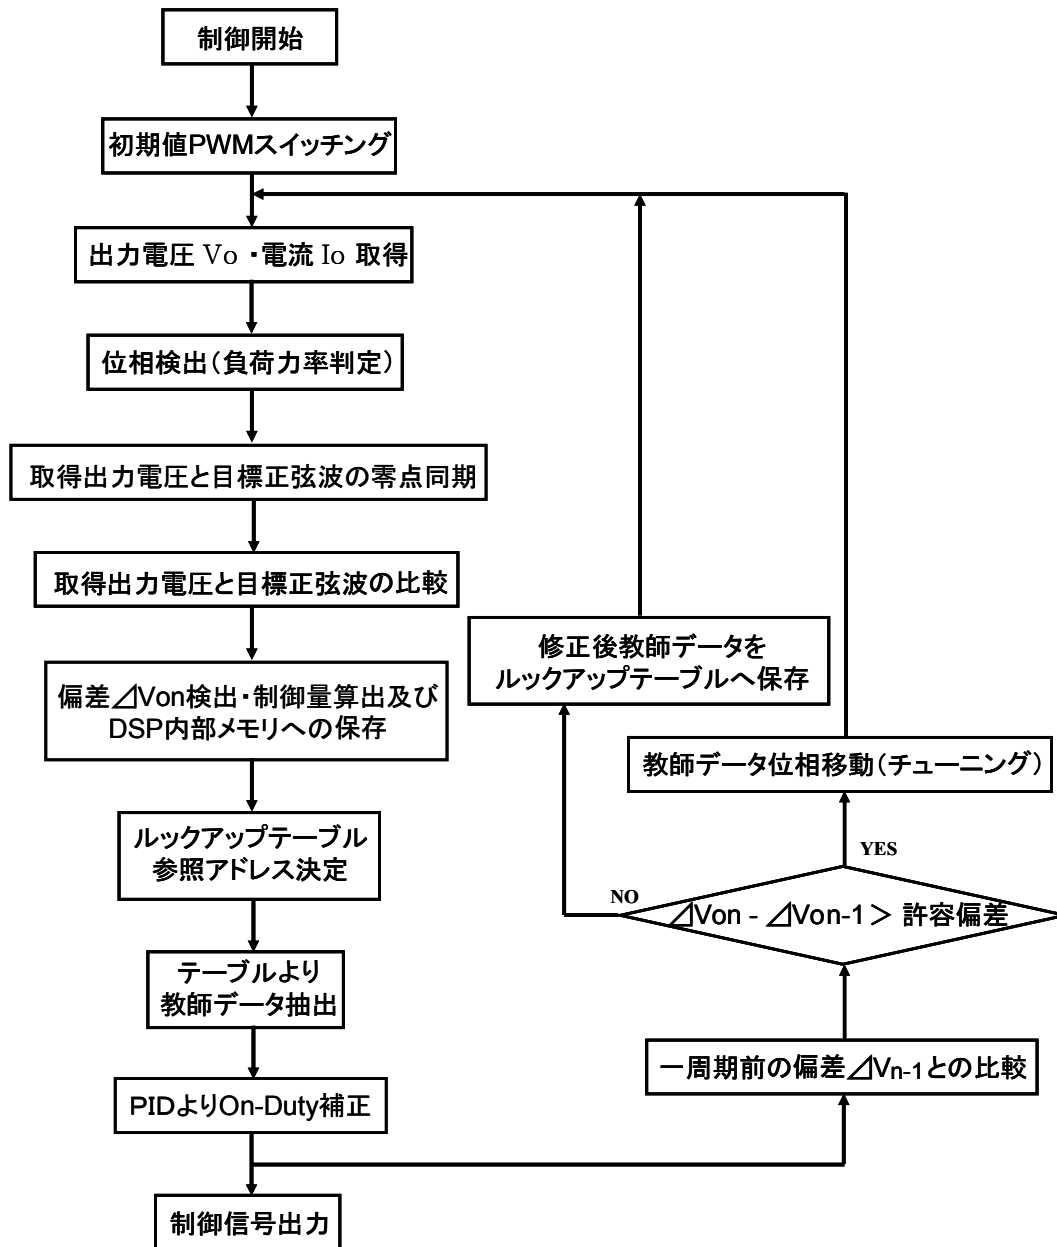 制御開始
初期値PWMスイッチング
出力電圧 Vo ・電流 Io 取得
位相検出(負荷力率判定)
取得出力電圧と目標正弦波の零点同期
取得出力電圧と目標正弦波の比較
偏差⊿Von検出・制御量算出及び
DSP内部メモリへの保存
ルックアップテーブル
参照アドレス決定
テーブルより
教師データ抽出
PIDよりOn-Duty補正
制御信号出力
修正後教師データを
ルックアップテーブルへ保存
教師データ位相移動(チューニング)
YES
NO
⊿Von - ⊿Von-1> 許容偏差
一周期前の偏差⊿Vn-1との比較